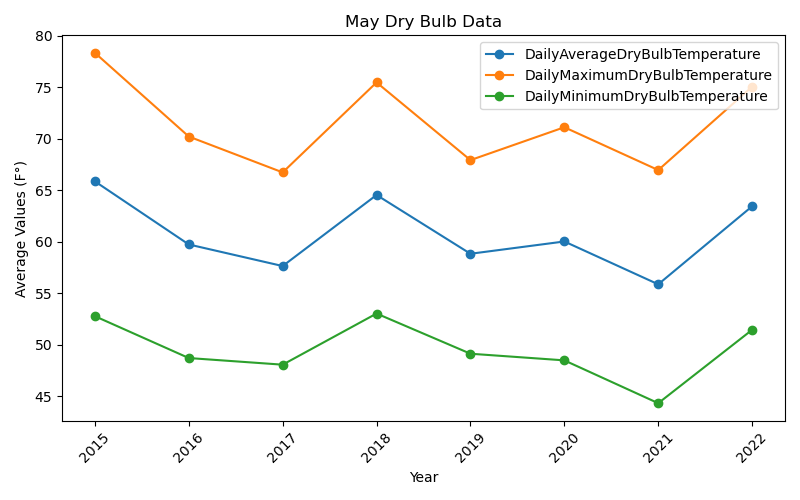 May Dry Bulb Data
DailyAverageDryBulbTemperature
DailyMaximumDryBulbTemperature
DailyMinimumDryBulbTemperature
Average Values (F°)
80
75
70
65
60
55
50
45
2015
2016
2017
2018
2019
2020
2021
2022
Year